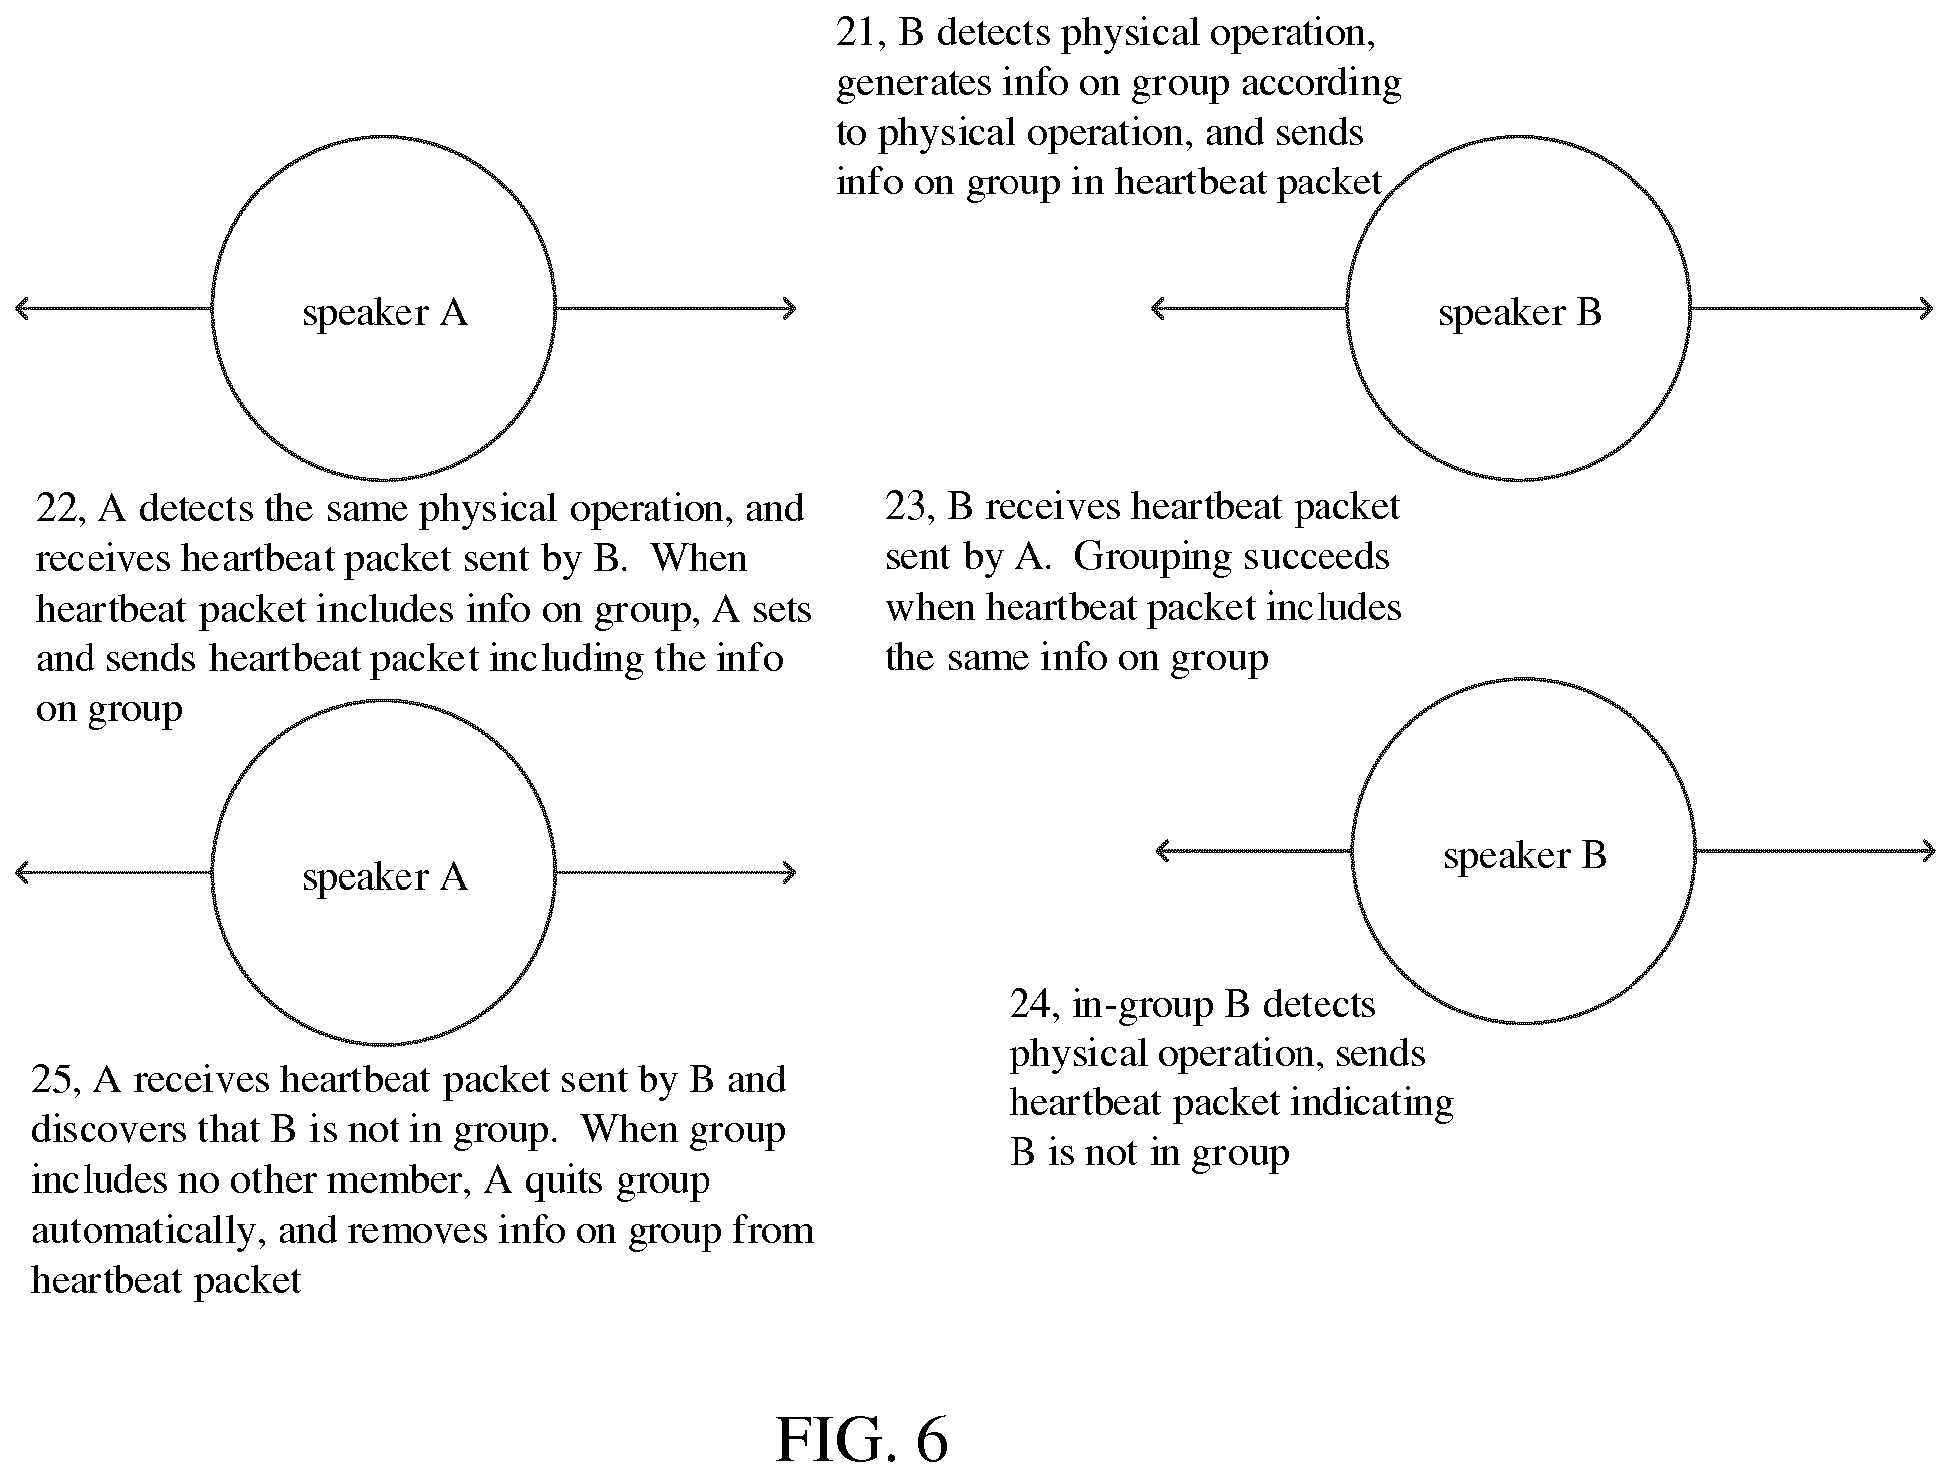 21, B detects physical operation,
generates info on group according
to physical operation, and sends
info on group in heartbeat packet
speaker A
speaker B
22, A detects the same physical operation, and
receives heartbeat packet sent by B.  When
heartbeat packet includes info on group, A sets
and sends heartbeat packet including the info
on group
23, B receives heartbeat packet
sent by A.  Grouping succeeds
when heartbeat packet includes
the same info on group
speaker A
speaker B
24, in-group B detects
physical operation, sends
heartbeat packet indicating
B is not in group
25, A receives heartbeat packet sent by B and
discovers that B is not in group.  When group
includes no other member, A quits group
automatically, and removes info on group from
heartbeat packet
FIG. 6